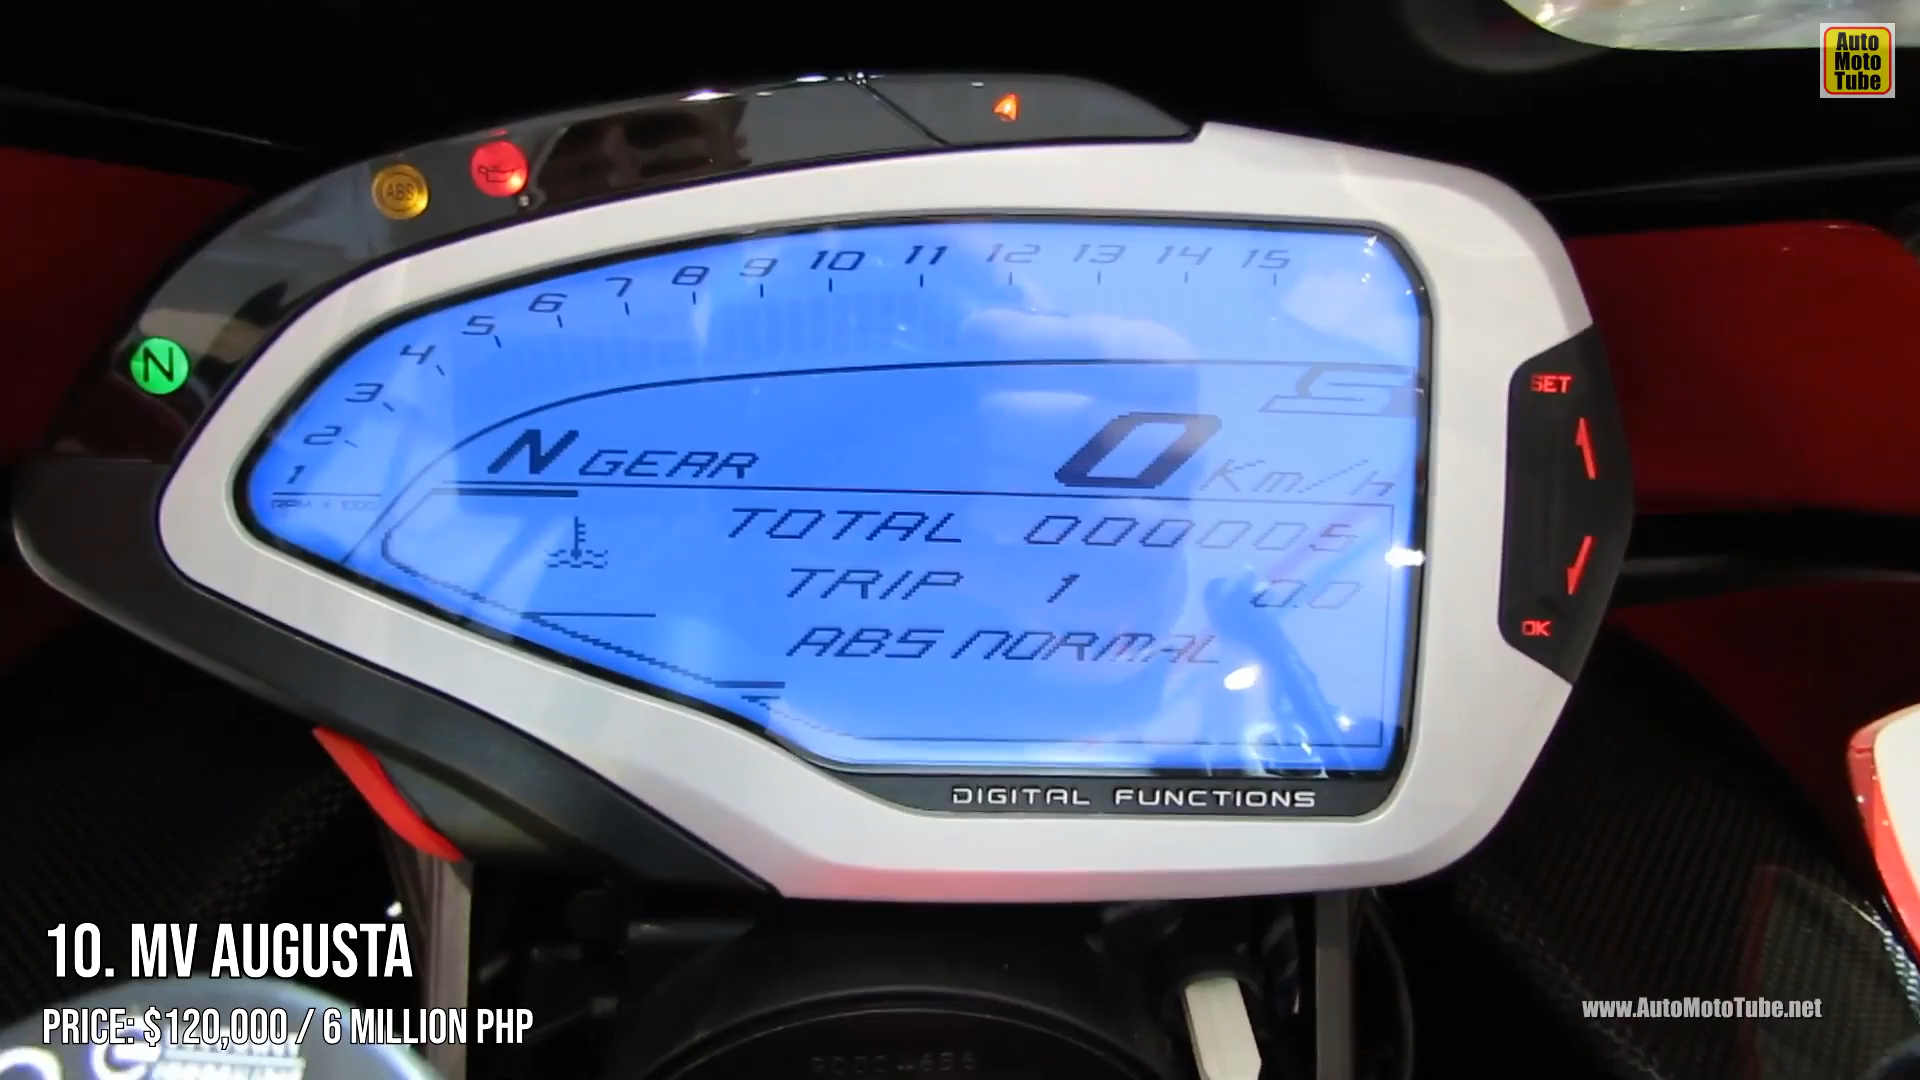 Auto
Moto
Tube
ABS
N
1 2 3 4 5 6 7 8 9 10 11 12 13 14 15
SET
S
N GEAR 0 Km/h
TOTAL 000005
TRIP 1 0.0
ABS NORMAL
OK
DIGITAL FUNCTIONS
10. MV AUGUSTA
PRICE: $120,000 / 6 MILLION PHP
www.AutoMotoTube.net